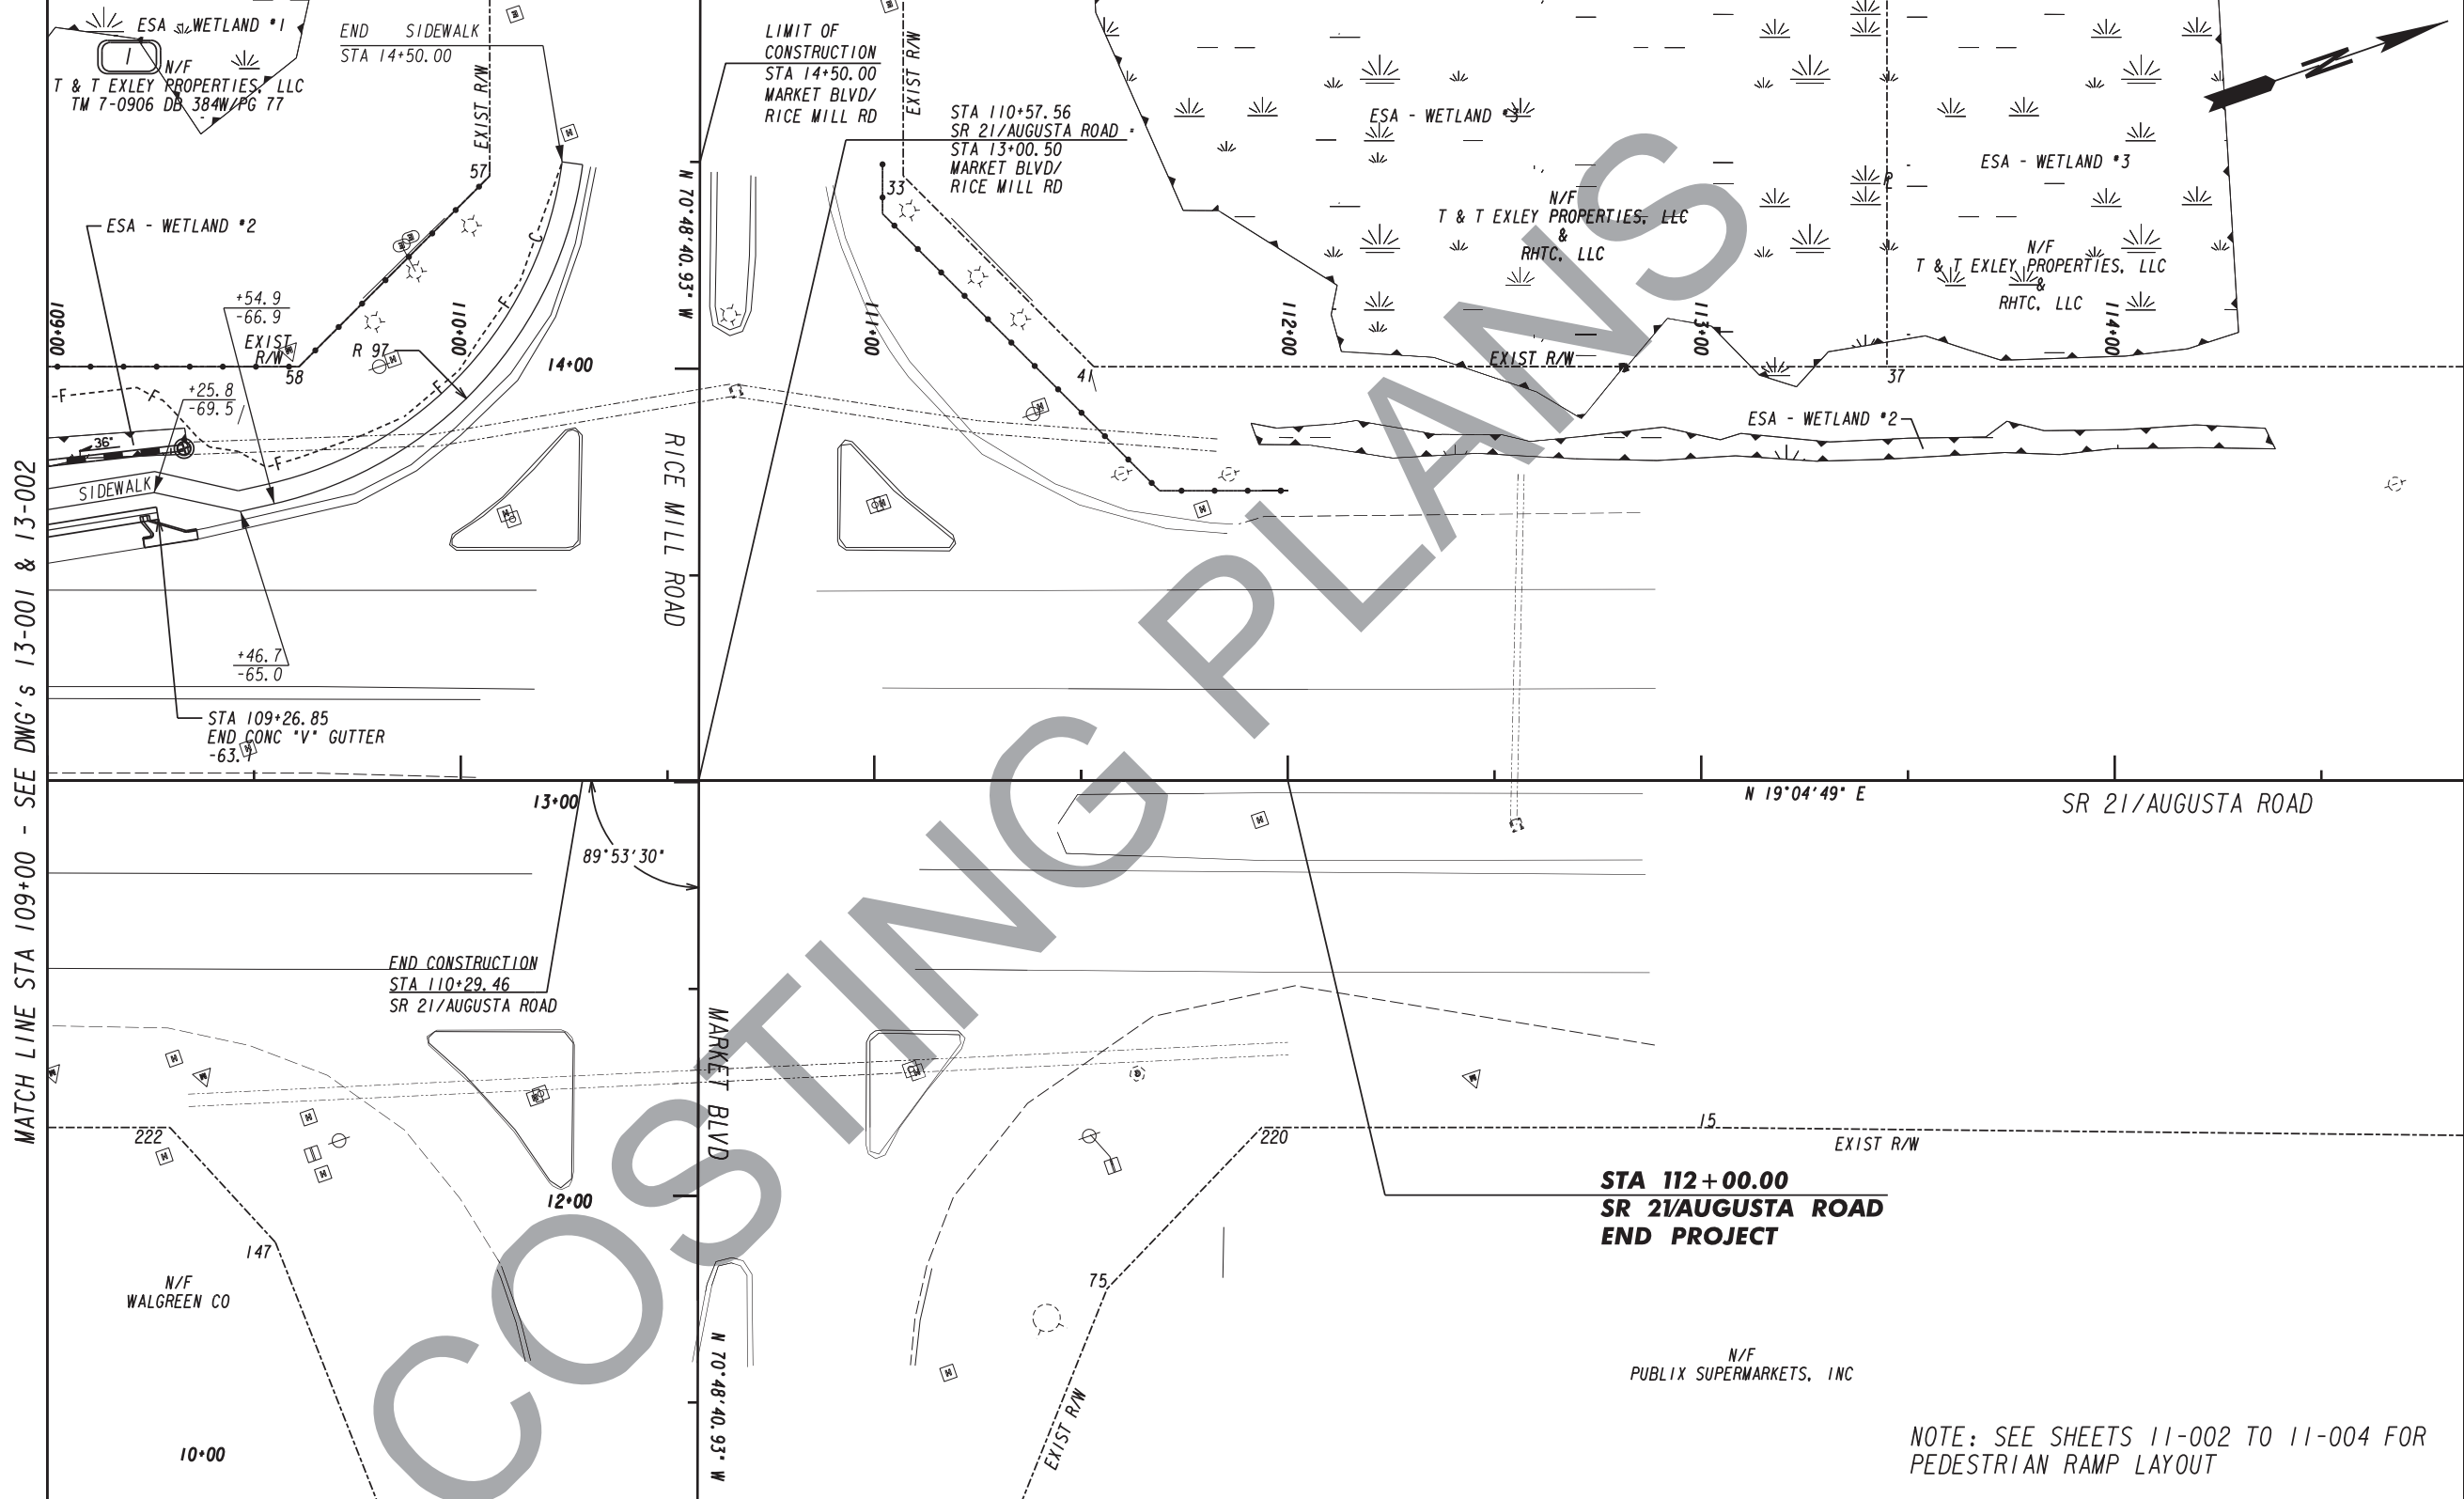 ESA - WETLAND #1
1
N/F
T & T EXLEY PROPERTIES, LLC
TM 7-0906 DB 384W/PG 77
END SIDEWALK
STA 14+50.00
EXIST R/W
57
LIMIT OF
CONSTRUCTION
STA 14+50.00
MARKET BLVD/
RICE MILL RD
EXIST R/W
STA 110+57.56
SR 21/AUGUSTA ROAD =
STA 13+00.50
MARKET BLVD/
RICE MILL RD
33
N 70°48'40.93" W
ESA - WETLAND #3
N/F
T & T EXLEY PROPERTIES, LLC
&
RHTC, LLC
ESA - WETLAND #3
N/F
T & T EXLEY PROPERTIES, LLC
&
RHTC, LLC
N
ESA - WETLAND #2
+54.9
-66.9
EXIST
R/W
58
R 97
C
F
F
F
F
F
F
+25.8
-69.5
109+00
110+00
111+00
112+00
113+00
114+00
14+00
41
EXIST R/W
37
ESA - WETLAND #2
36"
SIDEWALK
RICE MILL ROAD
+46.7
-65.0
STA 109+26.85
END CONC "V" GUTTER
-63.7
MATCH LINE STA 109+00 - SEE DWG's 13-001 & 13-002
13+00
89°53'30"
N 19°04'49" E
SR 21/AUGUSTA ROAD
END CONSTRUCTION
STA 110+29.46
SR 21/AUGUSTA ROAD
MARKET BLVD
222
147
12+00
220
15
EXIST R/W
STA 112+00.00
SR 21/AUGUSTA ROAD
END PROJECT
75
EXIST R/W
N/F
WALGREEN CO
N 70°48'40.93" W
10+00
N/F
PUBLIX SUPERMARKETS, INC
NOTE: SEE SHEETS 11-002 TO 11-004 FOR
PEDESTRIAN RAMP LAYOUT
COSTING PLANS